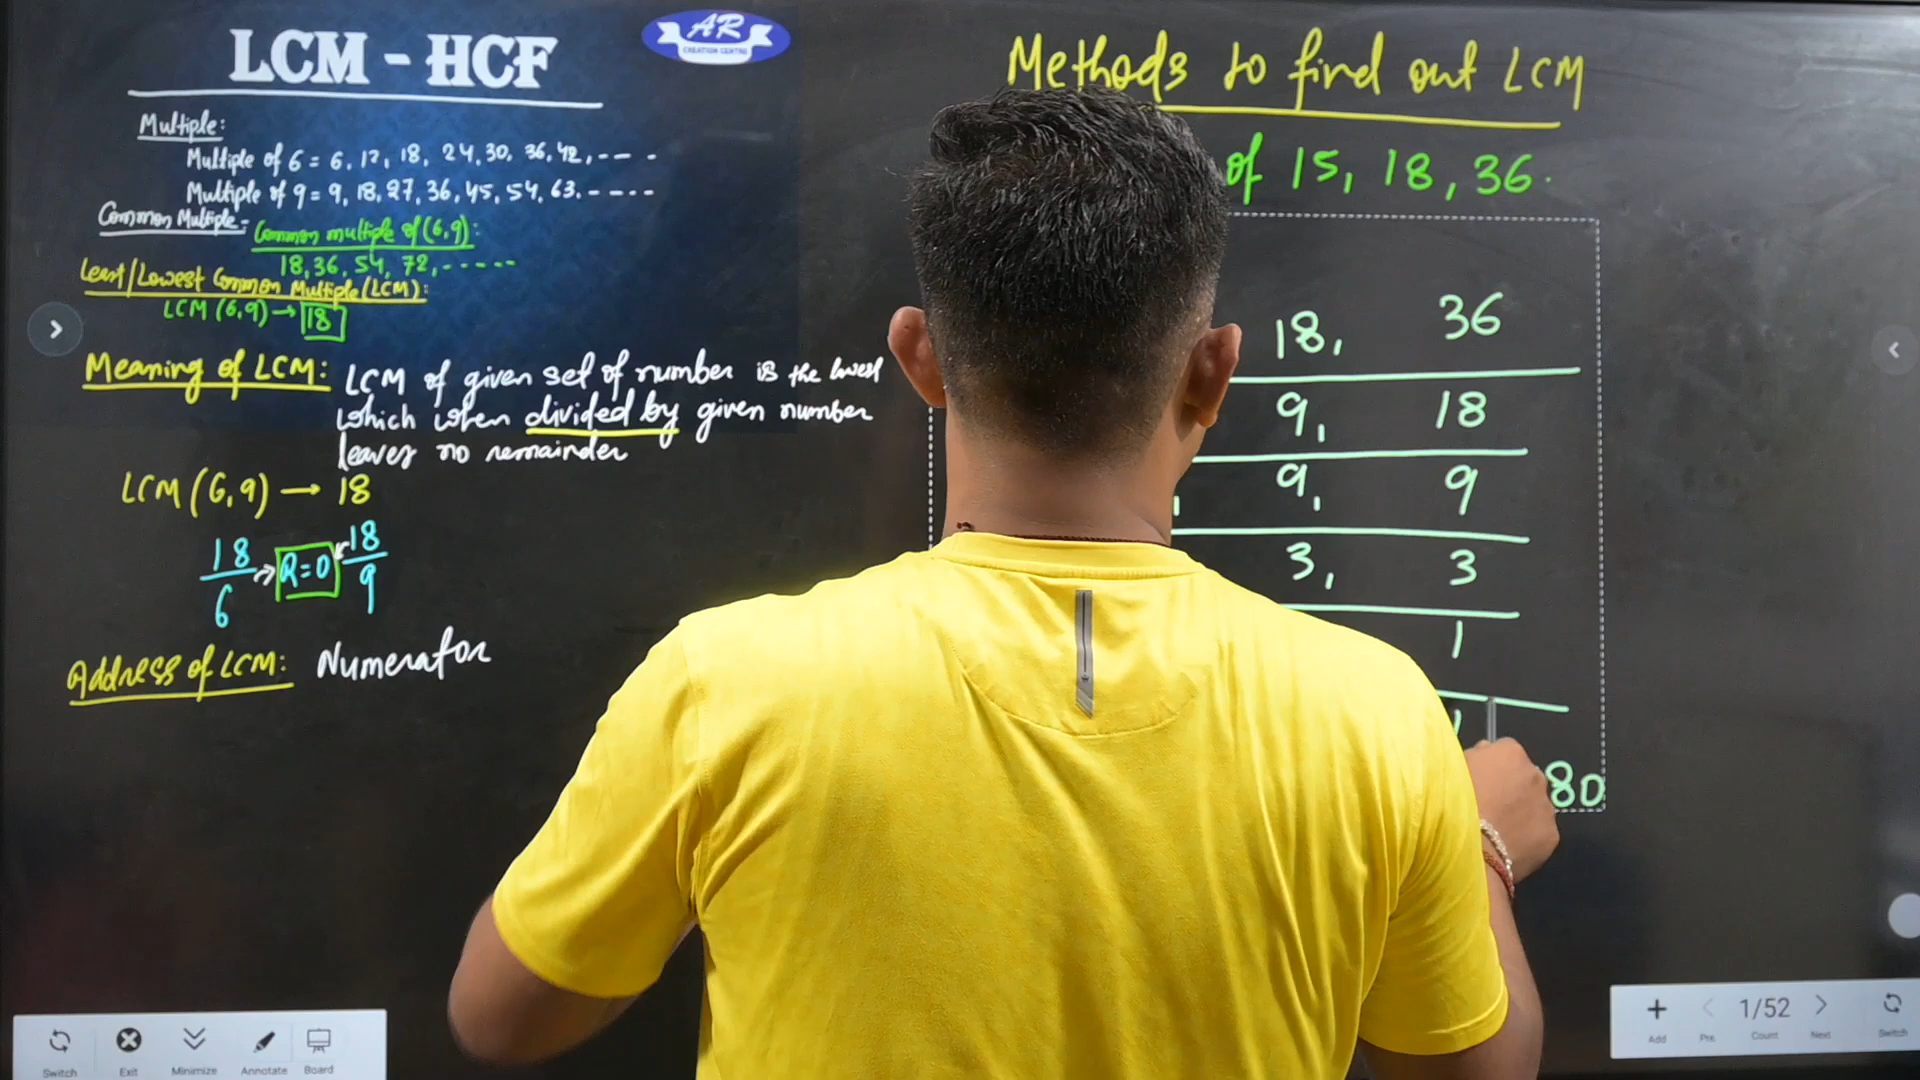 LCM - HCF
AR
CREATION CENTRE
Multiple:
Multiple of 6 = 6, 12, 18, 24, 30, 36, 42, ---
Multiple of 9 = 9, 18, 27, 36, 45, 54, 63, ----
Common Multiple:-
Common multiple of (6,9):
18, 36, 54, 72, -----
Least/Lowest Common Multiple (LCM):
LCM (6,9) → 18
Meaning of LCM: LCM of given set of number is the lowest
which when divided by given number
leaves no remainder
LCM (6,9) → 18
18 18
R=0
6 9
Address of LCM: Numerator
Methods to find out LCM
of 15, 18, 36.
18, 36
9, 18
9, 9
3, 3
1
80
Switch Exit Minimize Annotate Board
1/52
Add Pre Count Next Switch